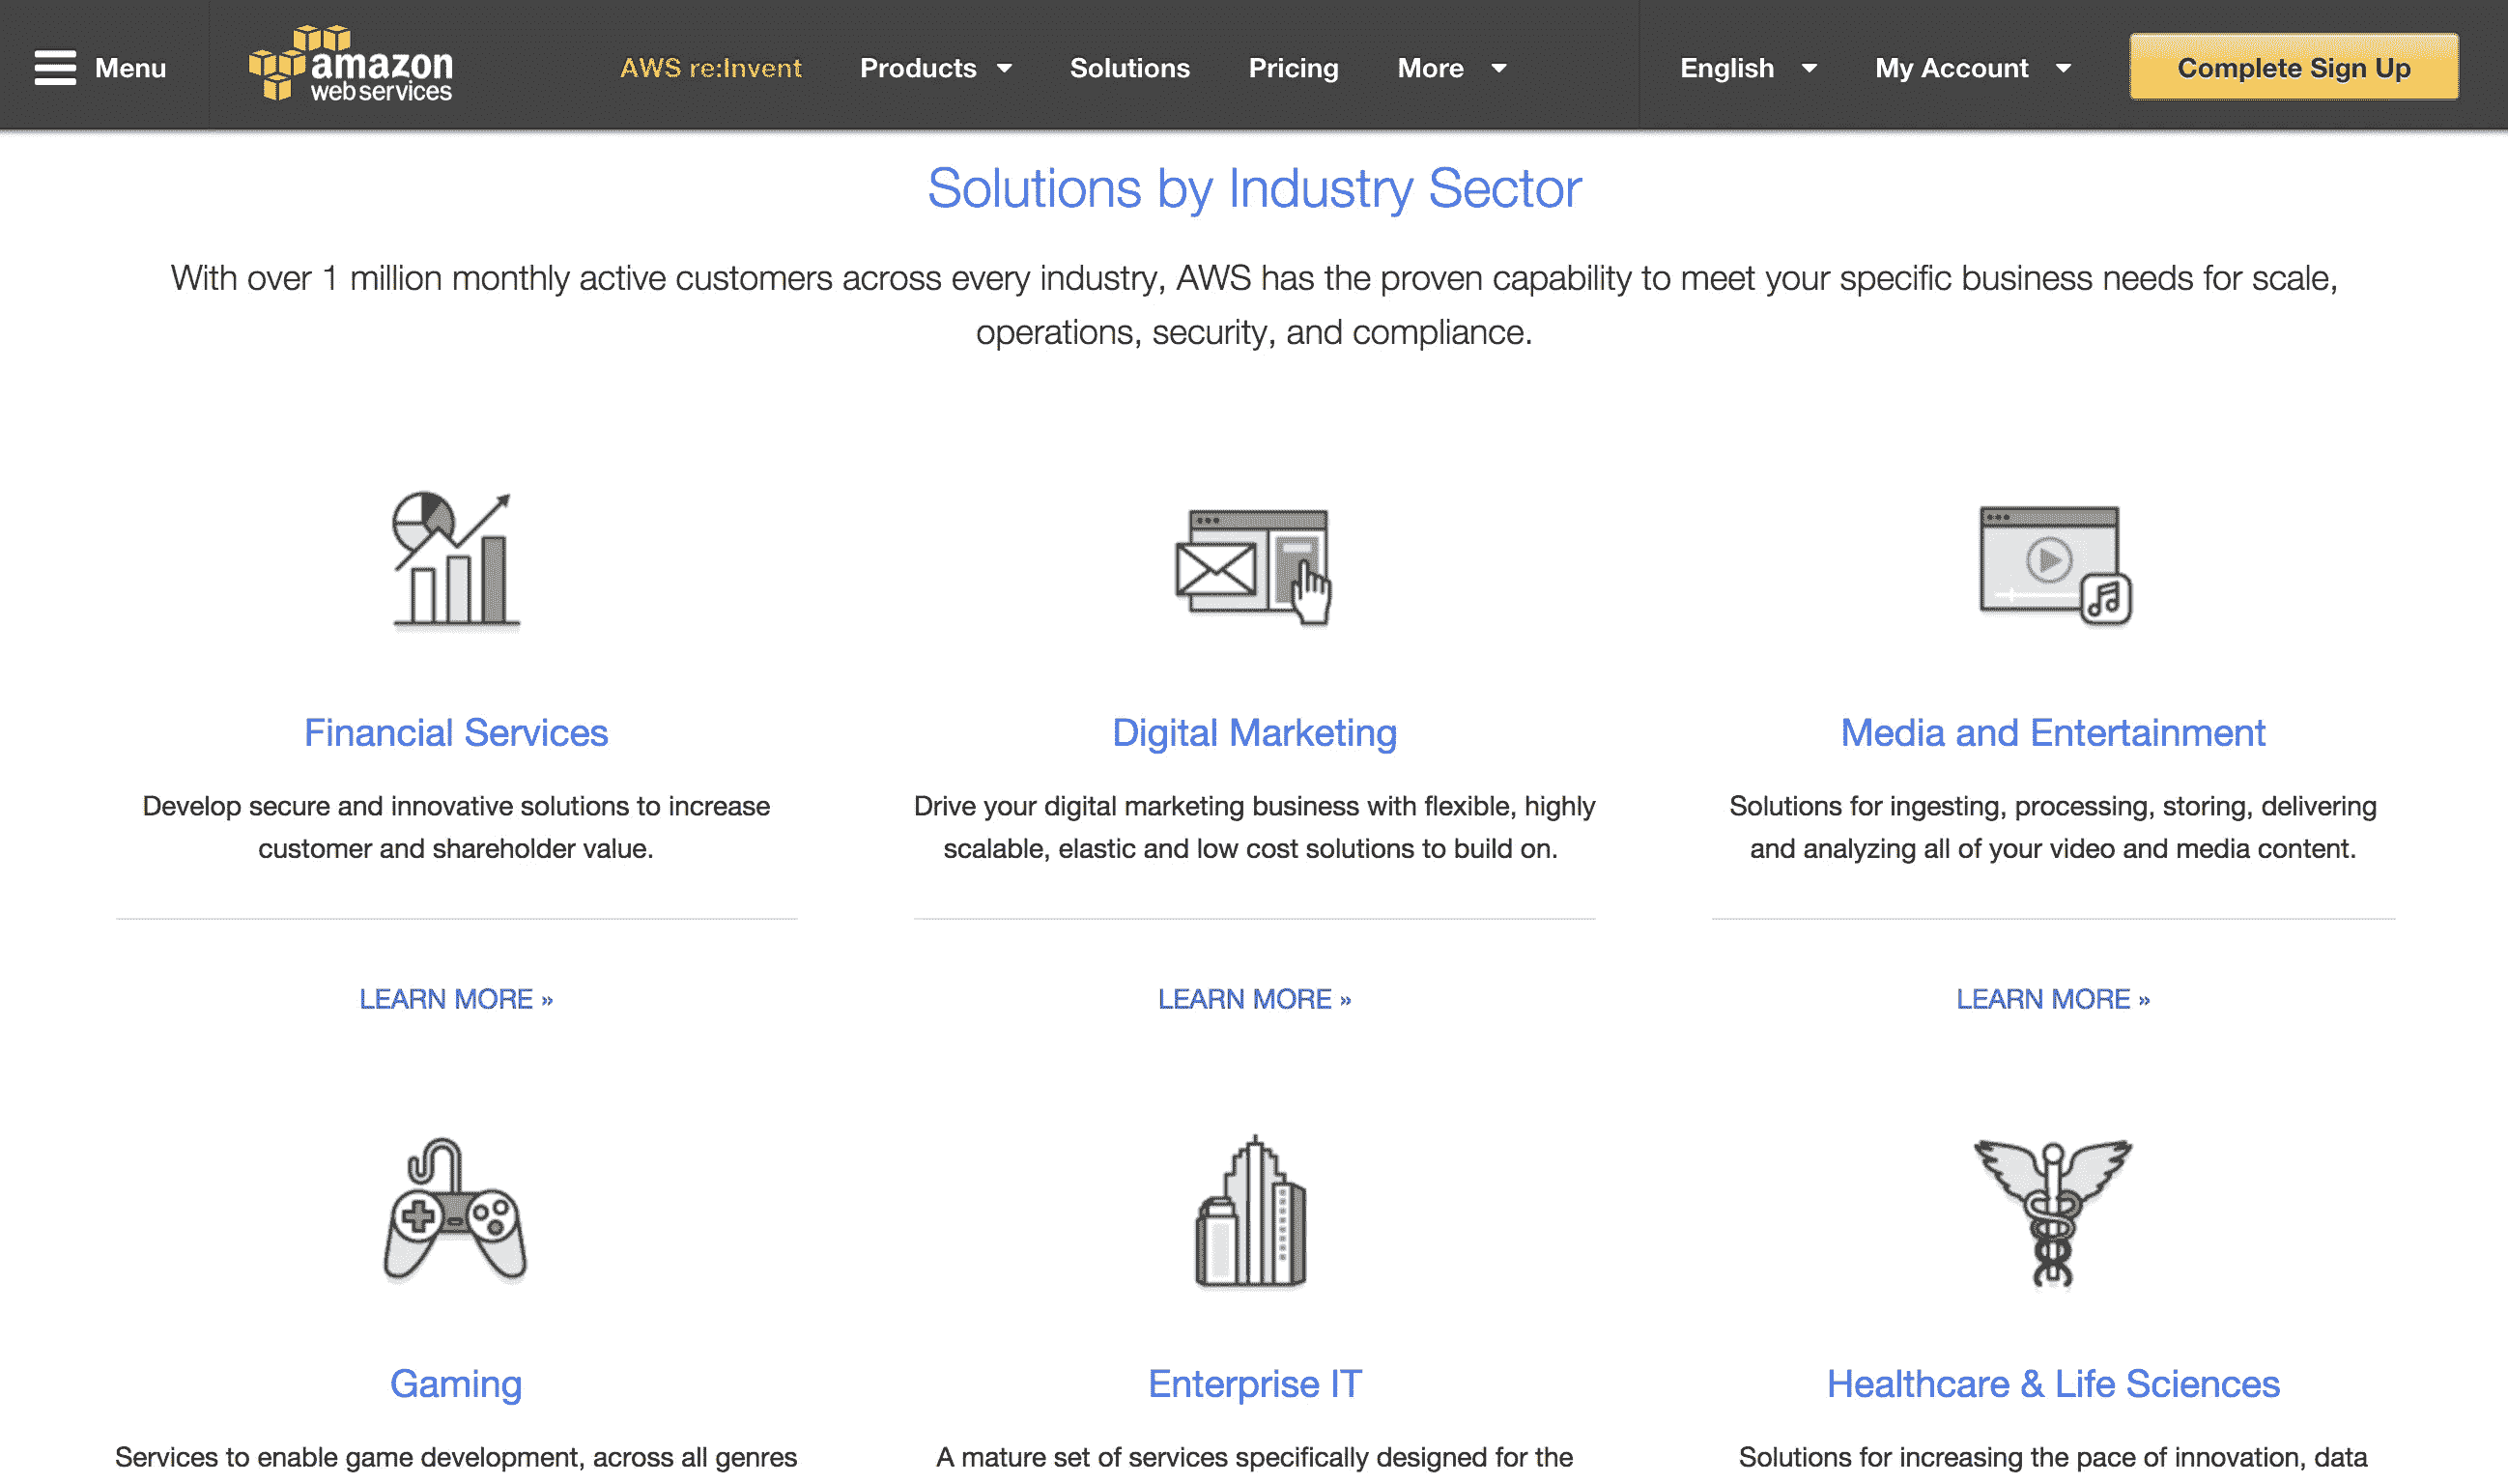 Menu
amazon
web services
AWS re:Invent
Products
Solutions
Pricing
More
English
My Account
Complete Sign Up
Solutions by Industry Sector
With over 1 million monthly active customers across every industry, AWS has the proven capability to meet your specific business needs for scale,
operations, security, and compliance.
Financial Services
Develop secure and innovative solutions to increase
customer and shareholder value.
LEARN MORE »
Digital Marketing
Drive your digital marketing business with flexible, highly
scalable, elastic and low cost solutions to build on.
LEARN MORE »
Media and Entertainment
Solutions for ingesting, processing, storing, delivering
and analyzing all of your video and media content.
LEARN MORE »
Gaming
Services to enable game development, across all genres
Enterprise IT
A mature set of services specifically designed for the
Healthcare & Life Sciences
Solutions for increasing the pace of innovation, data